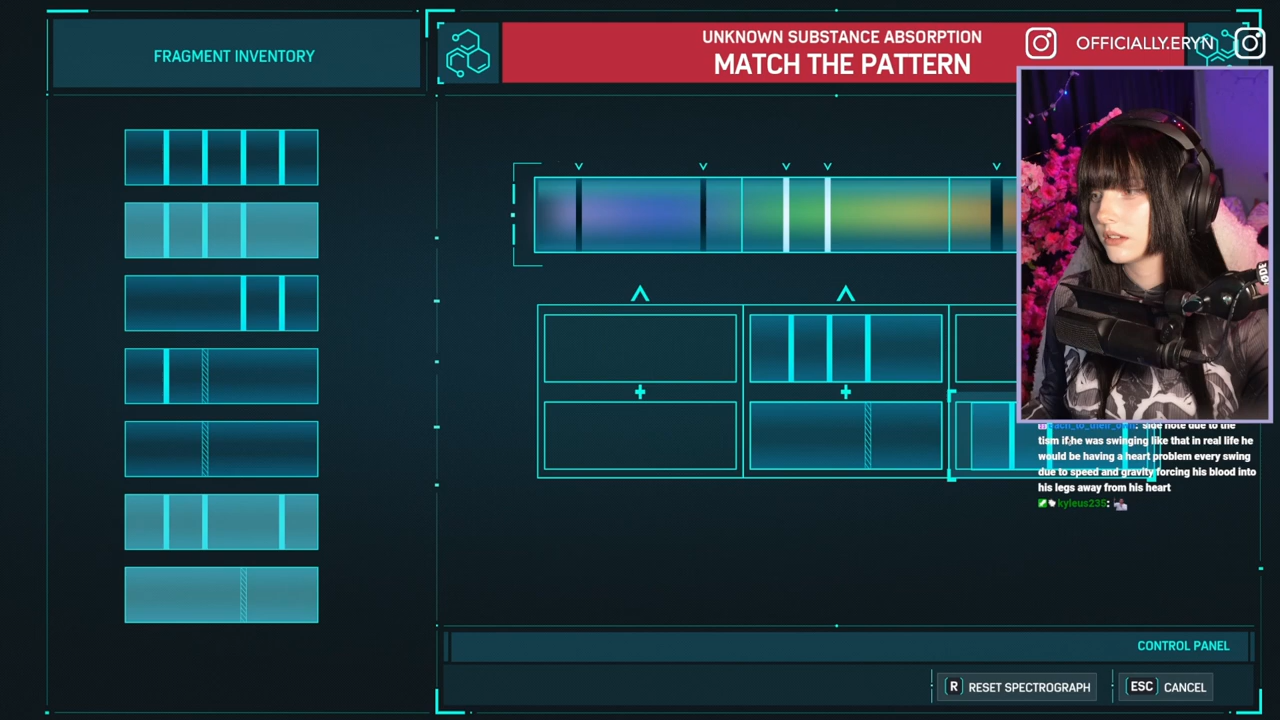 FRAGMENT INVENTORY
UNKNOWN SUBSTANCE ABSORPTION
MATCH THE PATTERN
OFFICIALLY.ERYN
side note due to the
tism if he was swinging like that in real life he
would be having a heart problem every swing
due to speed and gravity forcing his blood into
his legs away from his heart
kyleus235:
CONTROL PANEL
R RESET SPECTROGRAPH
ESC CANCEL